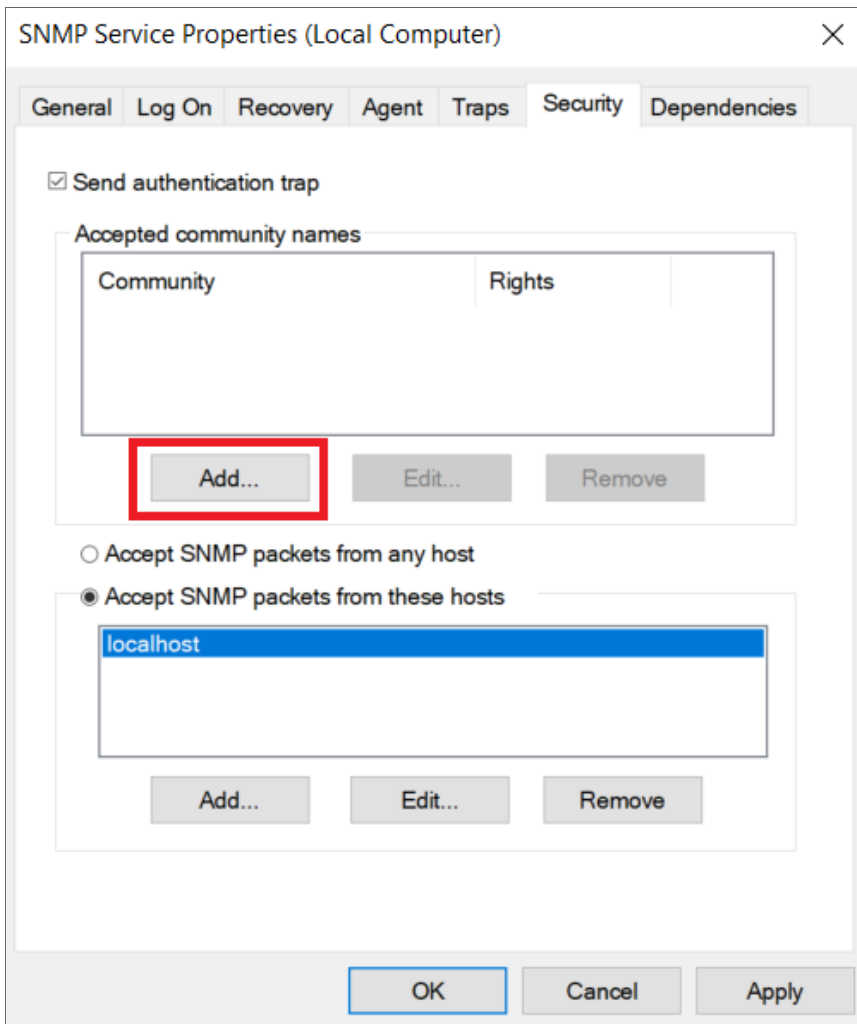 SNMP Service Properties (Local Computer)
General Log On Recovery Agent Traps Security Dependencies
Send authentication trap
Accepted community names
Community Rights
Add... Edit... Remove
Accept SNMP packets from any host
Accept SNMP packets from these hosts
localhost
Add... Edit... Remove
OK Cancel Apply